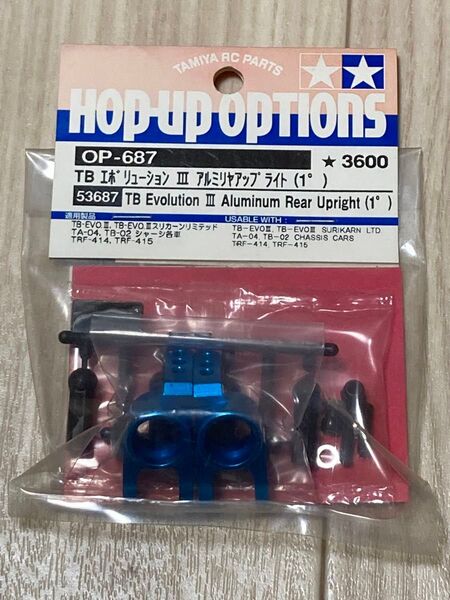 TAMIYA RC PARTS
HOP-UP OPTIONS
OP-687
★ 3600
TB エボリューション III アルミリヤアップライト (1°)
53687 TB Evolution III Aluminum Rear Upright (1°)
適用製品
TB-EVO.III, TB-EVO.IIIスリカーンリミテッド
TA-04, TB-02 シャーシ各車
TRF-414, TRF-415
USABLE WITH :
TB-EVOIII, TB-EVOIII SURIKARN LTD
TA-04, TB-02 CHASSIS CARS
TRF-414, TRF-415